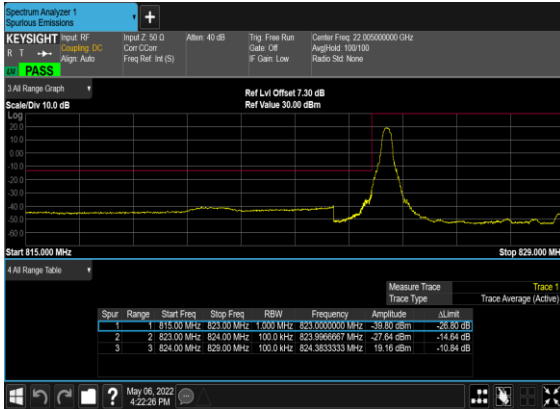 Spectrum Analyzer 1
Spurious Emissions
+
KEYSIGHT Input: RF Input Z: 50 Ω Atten: 40 dB Trig: Free Run Center Freq: 22.005000000 GHz
R T Coupling: DC Corr CCorr Gate: Off Avg|Hold: 100/100
Align: Auto Freq Ref: Int (S) IF Gain: Low Radio Std: None
PASS
3 All Range Graph
Ref Lvl Offset 7.30 dB
Scale/Div 10.0 dB Ref Value 30.00 dBm
Log
20.0
10.0
0.00
-10.0
-20.0
-30.0
-40.0
-50.0
-60.0
Start 815.000 MHz Stop 829.000 MH
4 All Range Table
Measure Trace Trace 1
Trace Type Trace Average (Active)
Spur Range Start Freq Stop Freq RBW Frequency Amplitude ΔLimit
1 1 815.00 MHz 823.00 MHz 1.000 MHz 823.0000000 MHz -39.80 dBm -26.80 dB
2 2 823.00 MHz 824.00 MHz 100.0 kHz 823.9966667 MHz -27.64 dBm -14.64 dB
3 3 824.00 MHz 829.00 MHz 100.0 kHz 824.3833333 MHz 19.16 dBm -10.84 dB
? May 06, 2022
4:22:26 PM